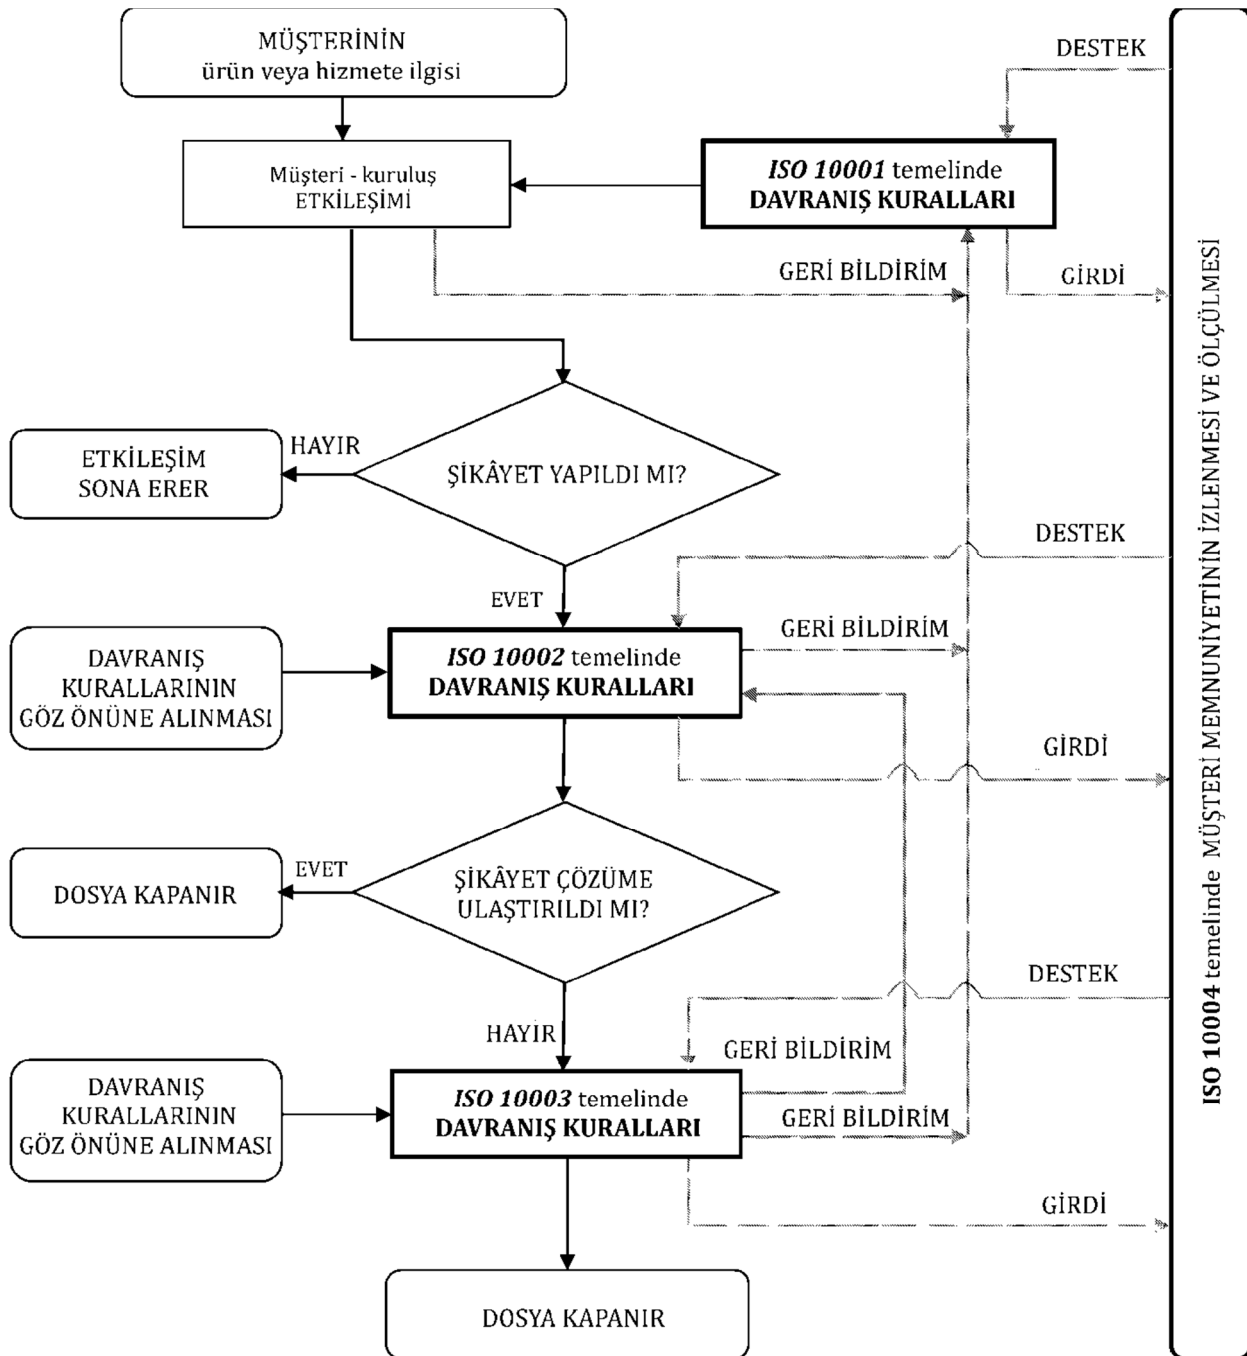 MÜŞTERİNİN
ürün veya hizmete ilgisi
DESTEK
Müşteri - kuruluş
ETKİLEŞİMİ
ISO 10001 temelinde
DAVRANIŞ KURALLARI
GERİ BİLDİRİM
GİRDİ
ŞİKÂYET YAPILDI MI?
HAYIR
ETKİLEŞİM
SONA ERER
DESTEK
EVET
ISO 10002 temelinde
DAVRANIŞ KURALLARI
GERİ BİLDİRİM
DAVRANIŞ
KURALLARININ
GÖZ ÖNÜNE ALINMASI
GİRDİ
ŞİKÂYET ÇÖZÜME
ULAŞTIRILDI MI?
EVET
DOSYA KAPANIR
DESTEK
HAYIR
GERİ BİLDİRİM
ISO 10003 temelinde
DAVRANIŞ KURALLARI
GERİ BİLDİRİM
DAVRANIŞ
KURALLARININ
GÖZ ÖNÜNE ALINMASI
GİRDİ
DOSYA KAPANIR
ISO 10004 temelinde MÜŞTERİ MEMNUNİYETİNİN İZLENMESİ VE ÖLÇÜLMESİ